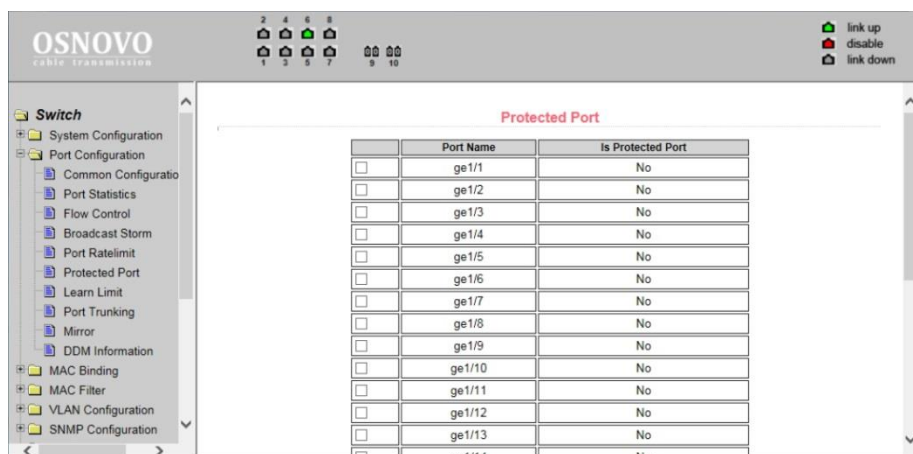 OSNOVO
cable transmission
2 4 6 8
1 3 5 7 9 10
link up
disable
link down
Switch
System Configuration
Port Configuration
Common Configuratio
Port Statistics
Flow Control
Broadcast Storm
Port Ratelimit
Protected Port
Learn Limit
Port Trunking
Mirror
DDM Information
MAC Binding
MAC Filter
VLAN Configuration
SNMP Configuration
Protected Port
Port Name Is Protected Port
ge1/1 No
ge1/2 No
ge1/3 No
ge1/4 No
ge1/5 No
ge1/6 No
ge1/7 No
ge1/8 No
ge1/9 No
ge1/10 No
ge1/11 No
ge1/12 No
ge1/13 No